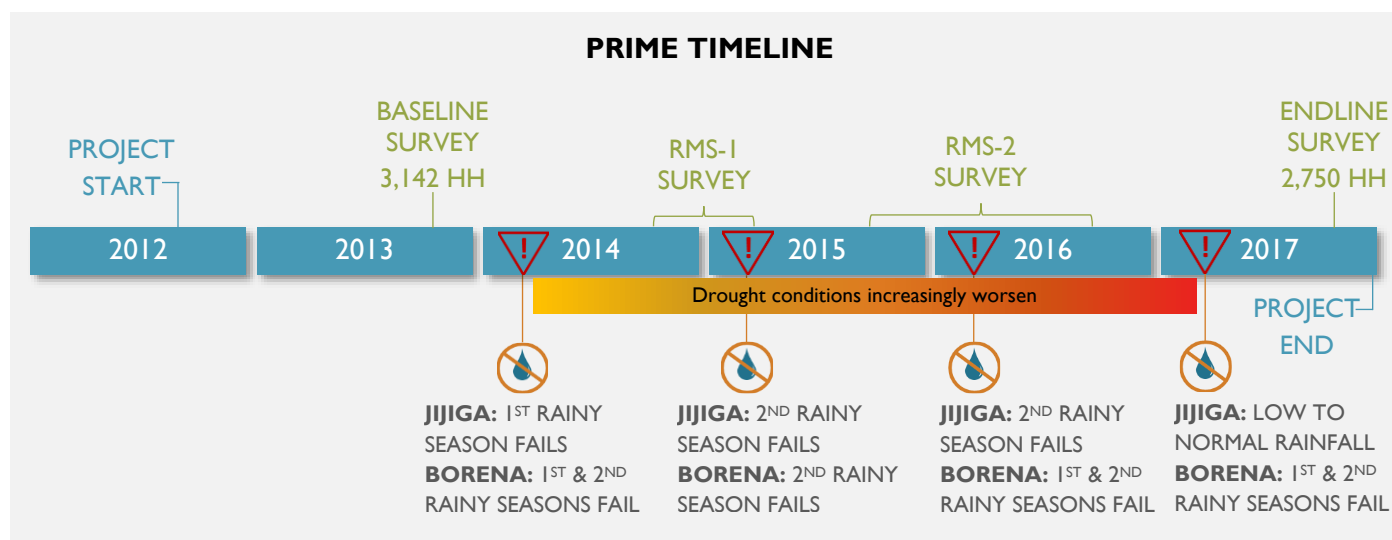 PRIME TIMELINE
PROJECT
START
BASELINE
SURVEY
3,142 HH
RMS-1
SURVEY
RMS-2
SURVEY
ENDLINE
SURVEY
2,750 HH
2012
2013
! 2014
! 2015
! 2016
! 2017
Drought conditions increasingly worsen
PROJECT
END
JIJIGA: 1ST RAINY
SEASON FAILS
BORENA: 1ST & 2ND
RAINY SEASONS FAIL
JIJIGA: 2ND RAINY
SEASON FAILS
BORENA: 2ND RAINY
SEASON FAILS
JIJIGA: 2ND RAINY
SEASON FAILS
BORENA: 1ST & 2ND
RAINY SEASONS FAIL
JIJIGA: LOW TO
NORMAL RAINFALL
BORENA: 1ST & 2ND
RAINY SEASONS FAIL